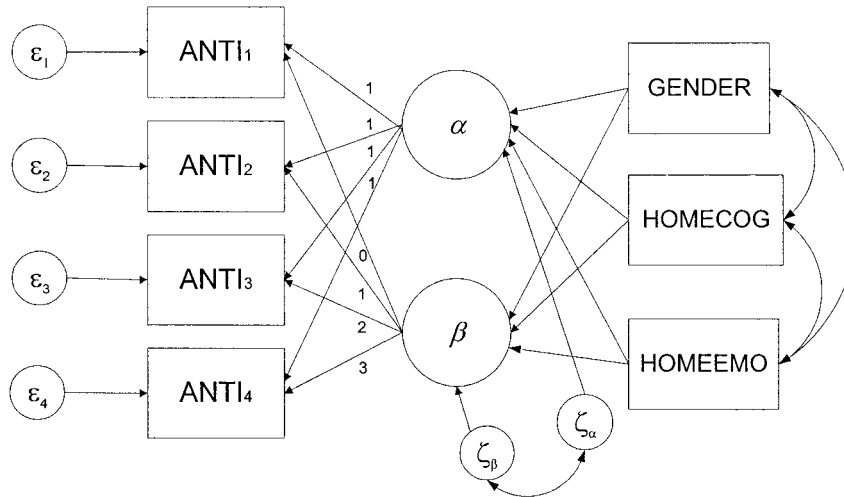 ε1
ANTI1
1
α
GENDER
ε2
ANTI2
1
1
1
HOMECOG
ε3
ANTI3
0
1
2
3
β
HOMEEMO
ε4
ANTI4
ζα
ζβ